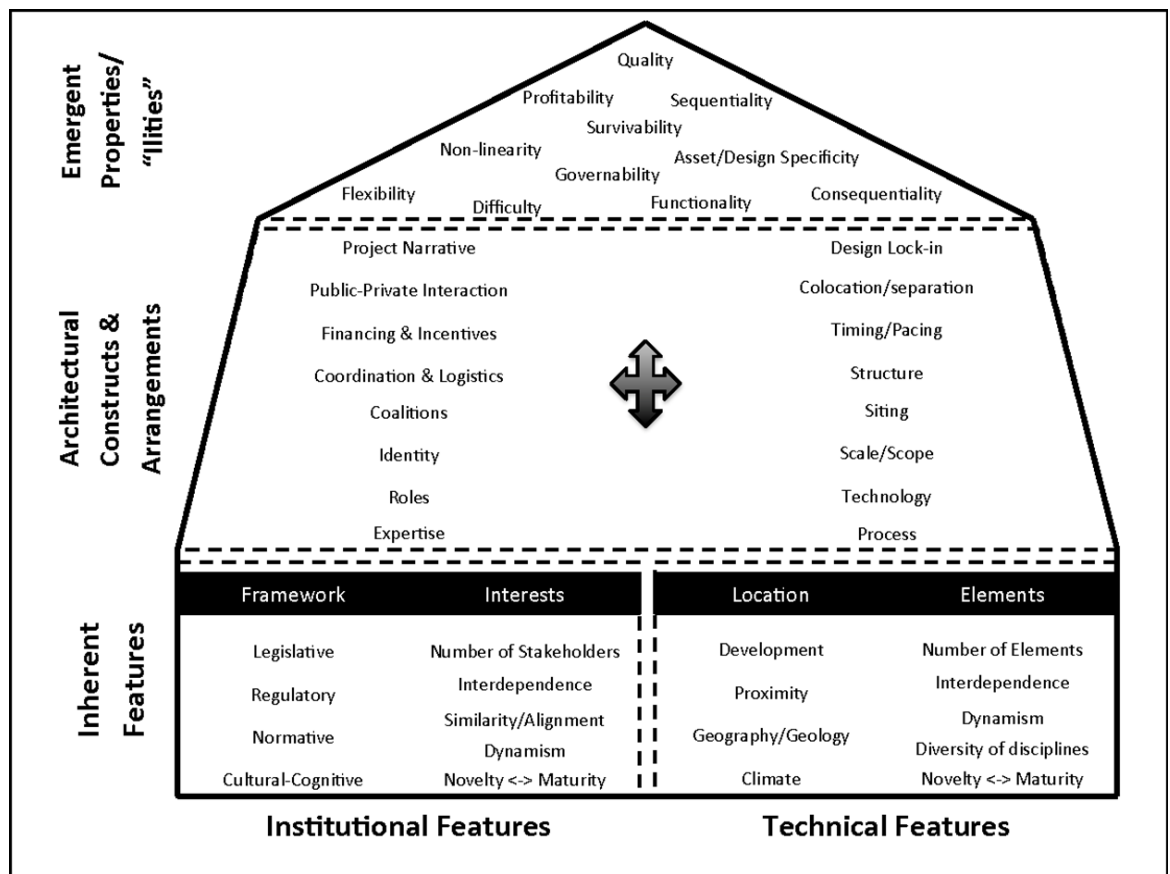 Emergent
Properties/
“Ilities”
Quality
Profitability
Sequentiality
Survivability
Non-linearity
Asset/Design Specificity
Governability
Flexibility
Consequentiality
Difficulty
Functionality
Architectural
Constructs &
Arrangements
Project Narrative
Design Lock-in
Public-Private Interaction
Colocation/separation
Financing & Incentives
Timing/Pacing
Coordination & Logistics
Structure
Coalitions
Siting
Identity
Scale/Scope
Roles
Technology
Expertise
Process
Inherent
Features
Framework
Interests
Location
Elements
Legislative
Number of Stakeholders
Development
Number of Elements
Regulatory
Interdependence
Proximity
Interdependence
Normative
Similarity/Alignment
Geography/Geology
Dynamism
Dynamism
Diversity of disciplines
Cultural-Cognitive
Novelty <-> Maturity
Climate
Novelty <-> Maturity
Institutional Features
Technical Features